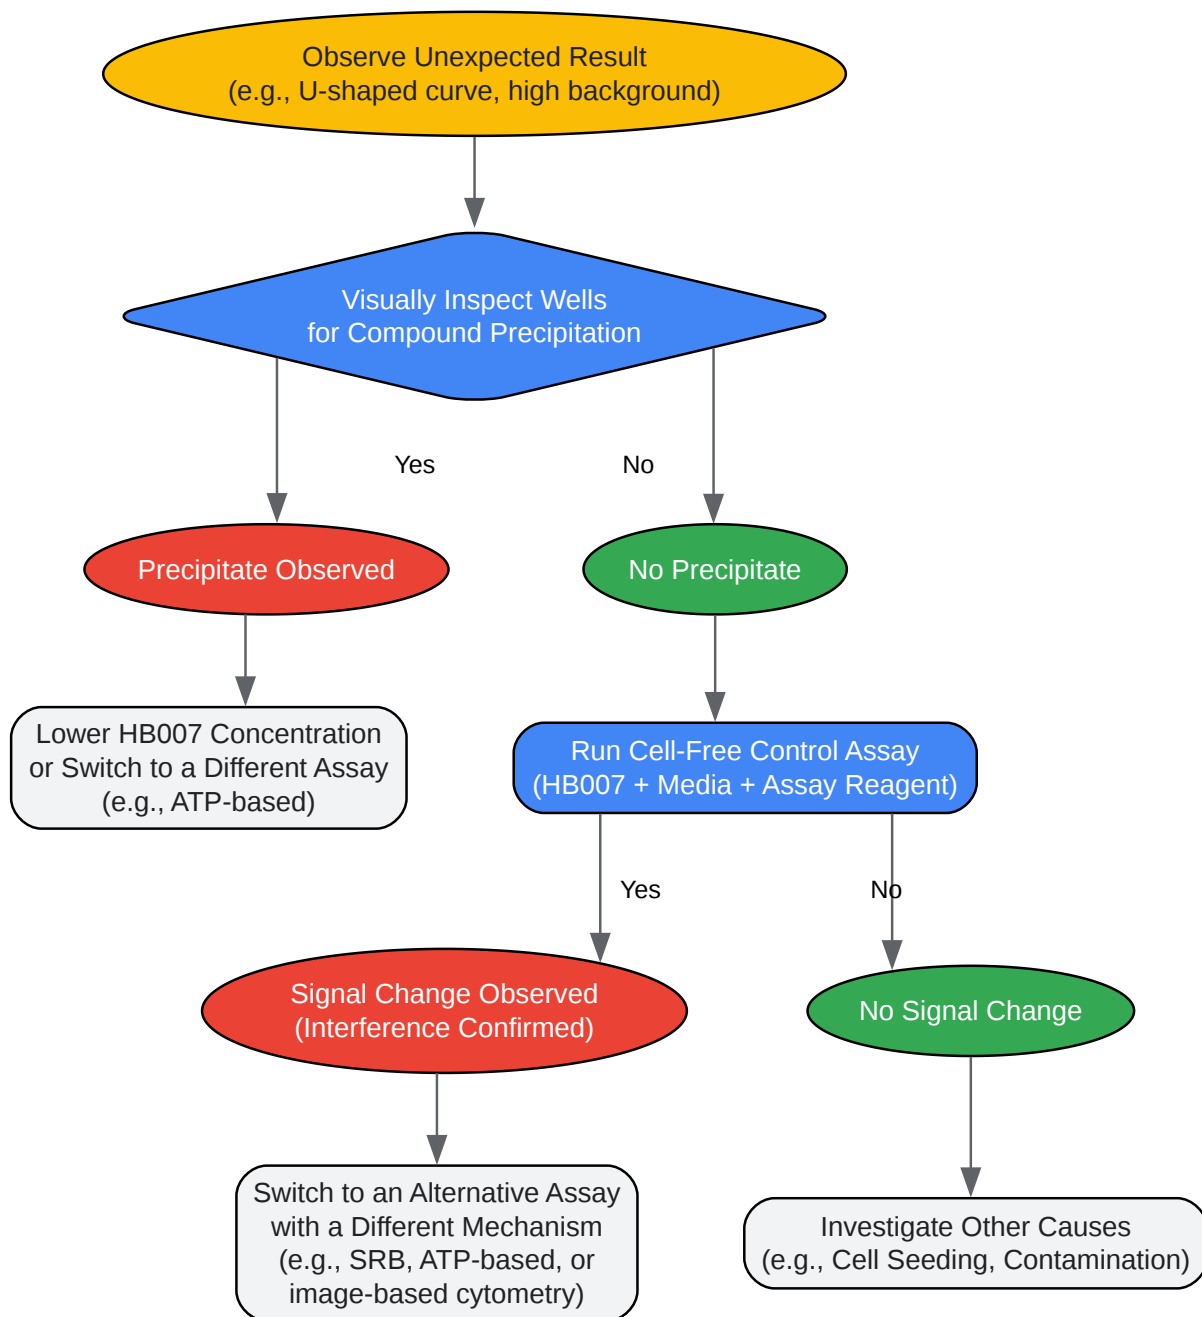 Observe Unexpected Result
(e.g., U-shaped curve, high background)
Visually Inspect Wells
for Compound Precipitation
Yes
No
Precipitate Observed
No Precipitate
Lower HB007 Concentration
or Switch to a Different Assay
(e.g., ATP-based)
Run Cell-Free Control Assay
(HB007 + Media + Assay Reagent)
Yes
No
Signal Change Observed
(Interference Confirmed)
No Signal Change
Switch to an Alternative Assay
with a Different Mechanism
(e.g., SRB, ATP-based, or
image-based cytometry)
Investigate Other Causes
(e.g., Cell Seeding, Contamination)